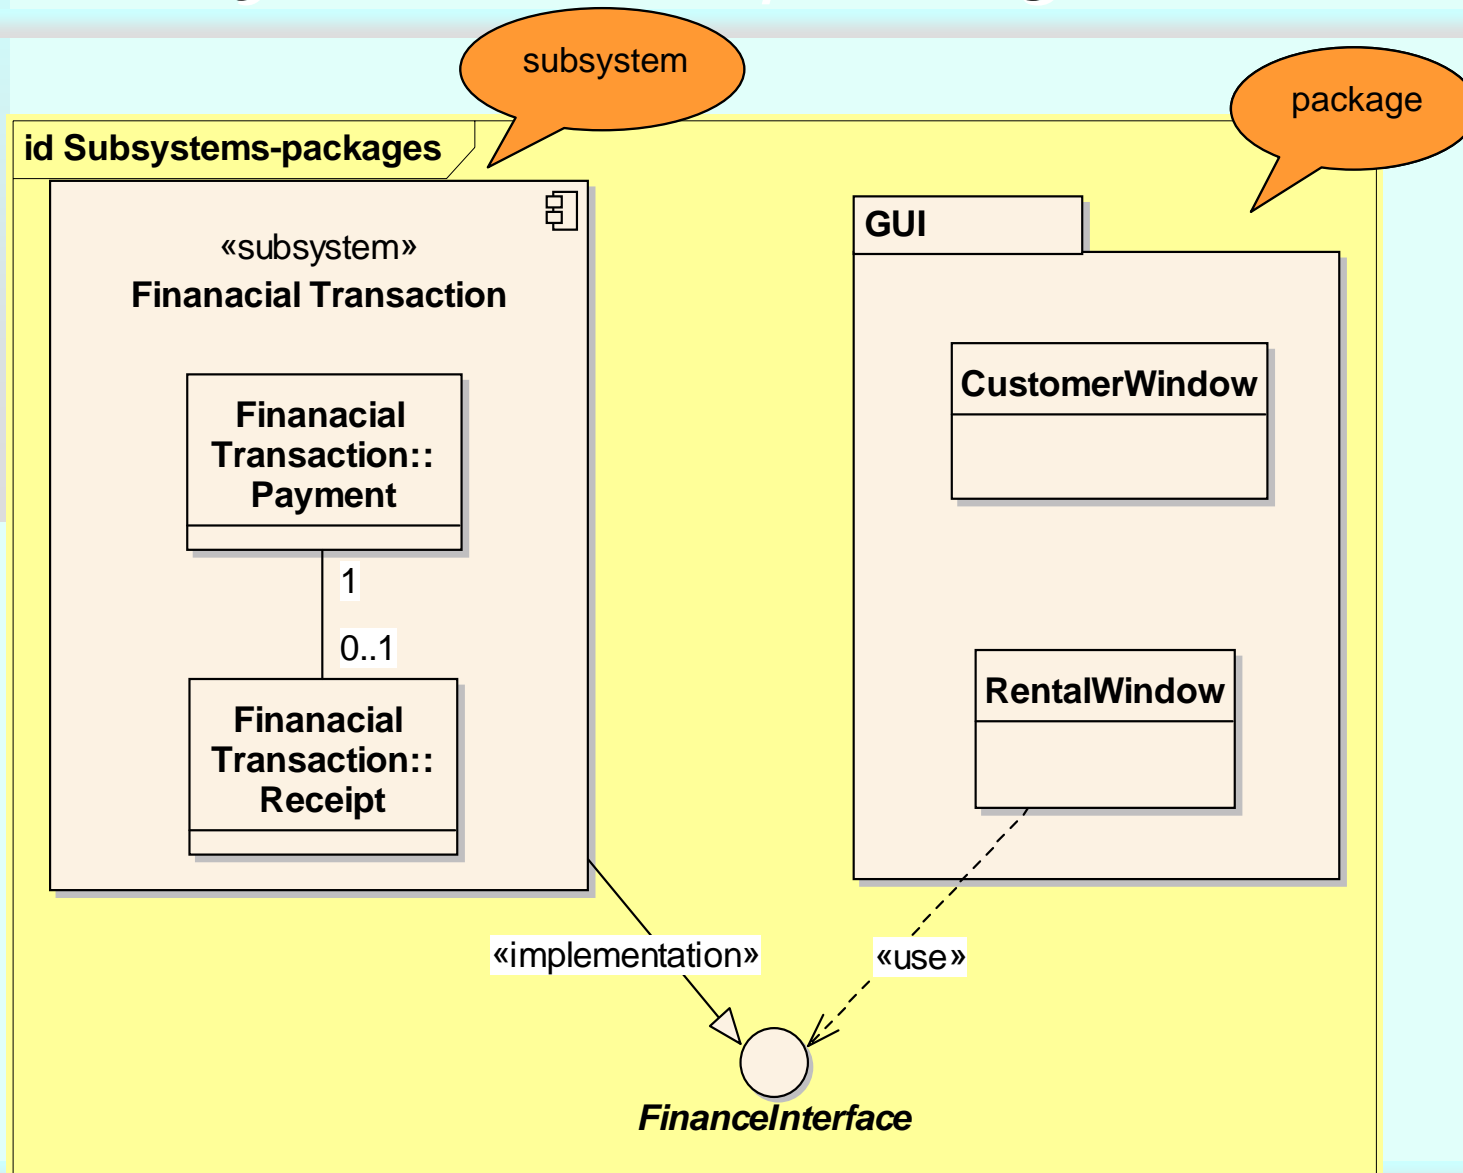 subsystem
package
id Subsystems-packages
«subsystem»
Finanacial Transaction
GUI
CustomerWindow
Finanacial
Transaction::
Payment
1
0..1
RentalWindow
Finanacial
Transaction::
Receipt
«implementation»
«use»
FinanceInterface